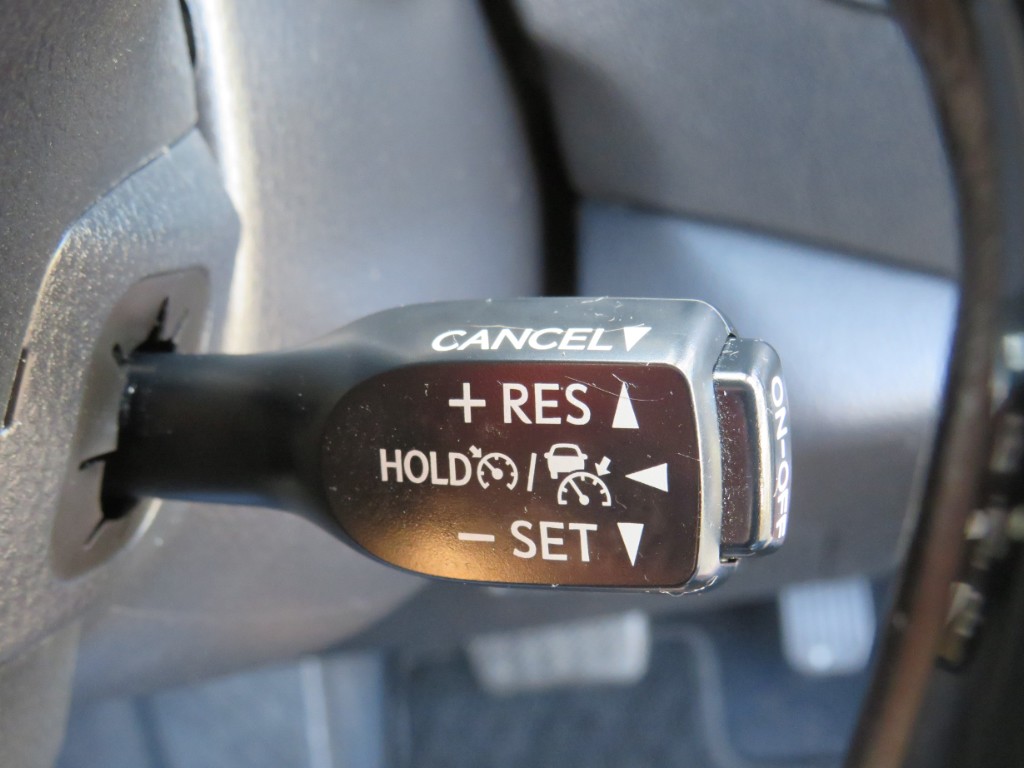 CANCEL
+ RES
HOLD /
- SET
ON-OFF